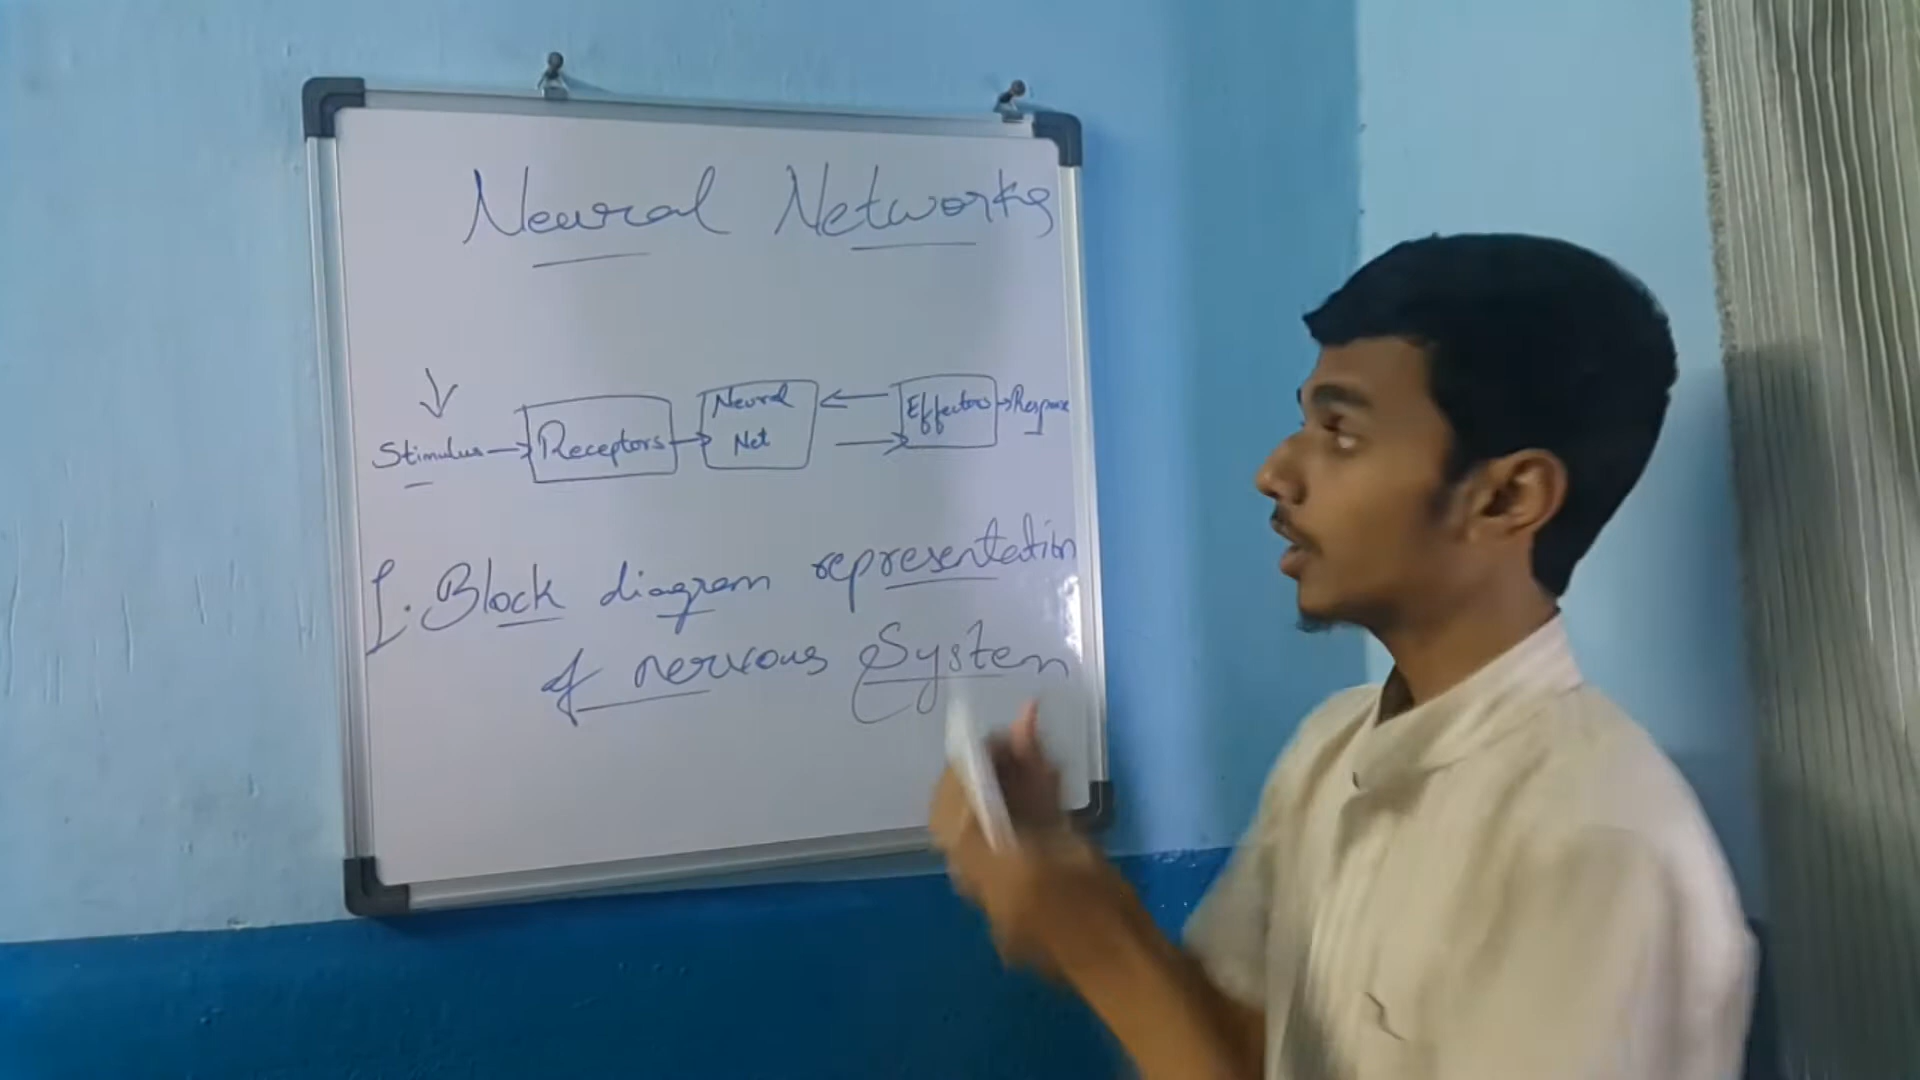 Neural Networks
Stimulus → Receptors → Neural Net ← → Effectors → Response
1. Block diagram representation
of nervous System